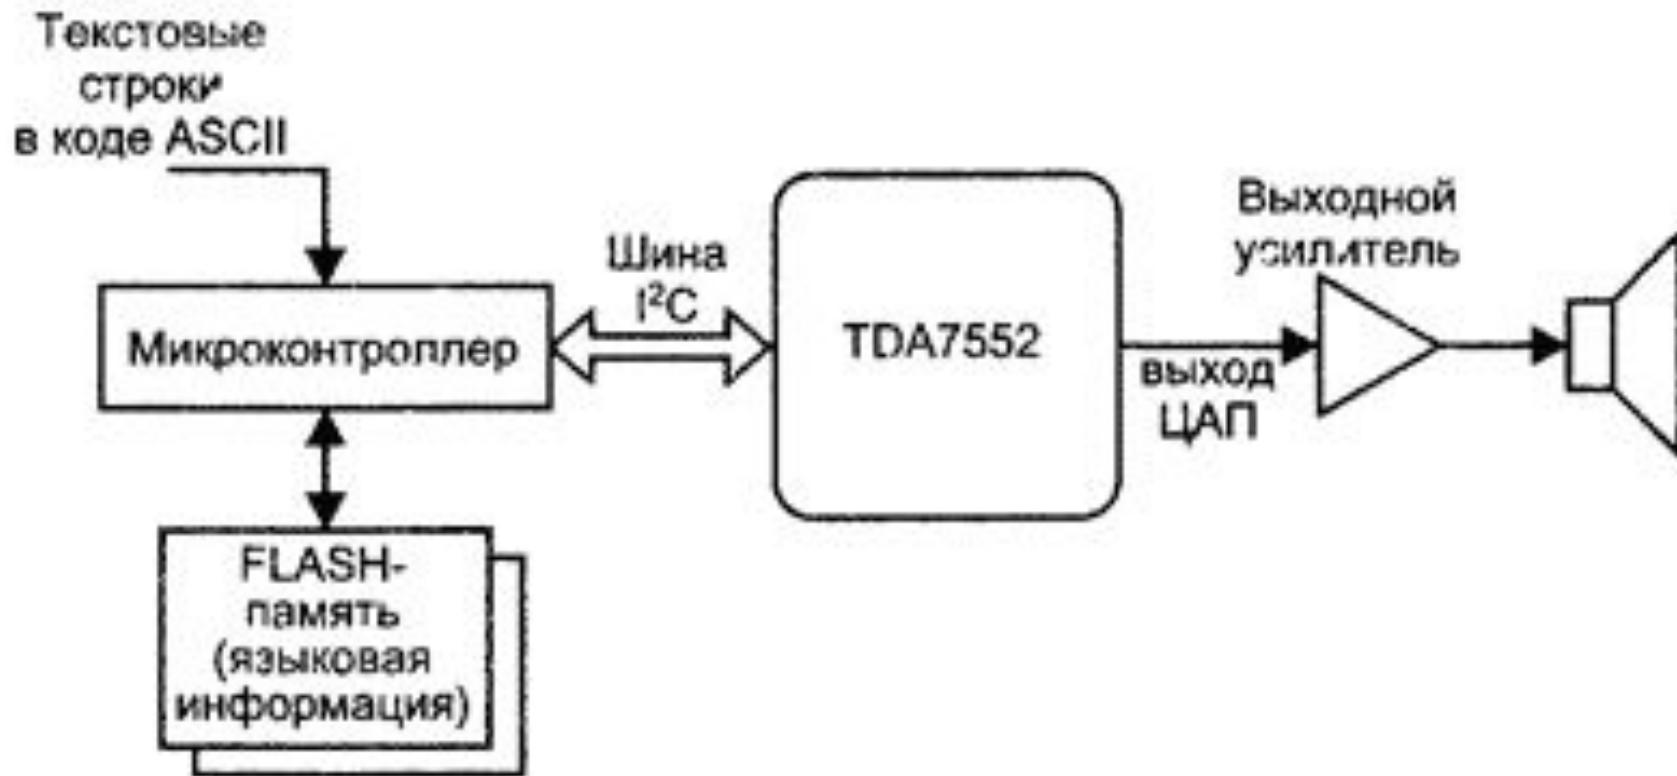 Текстовые
строки
в коде ASCII
Микроконтроллер
Шина
I²C
TDA7552
выход
ЦАП
Выходной
усилитель
FLASH-
память
(языковая
информация)